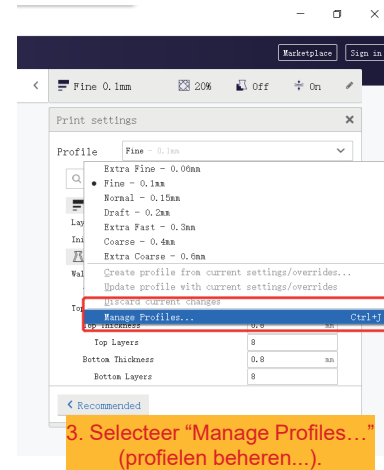 Marketplace Sign in
Fine 0.1mm 20% Off On
Print settings
Profile Fine - 0.1mm
Extra Fine - 0.06mm
Fine - 0.1mm
Normal - 0.15mm
Draft - 0.2mm
Extra Fast - 0.3mm
Coarse - 0.4mm
Extra Coarse - 0.6mm
Create profile from current settings/overrides...
Update profile with current settings/overrides
Discard current changes
Manage Profiles... Ctrl+J
Top Thickness 0.8 mm
Top Layers 8
Bottom Thickness 0.8 mm
Bottom Layers 8
Recommended
3. Selecteer “Manage Profiles…”
(profielen beheren...).